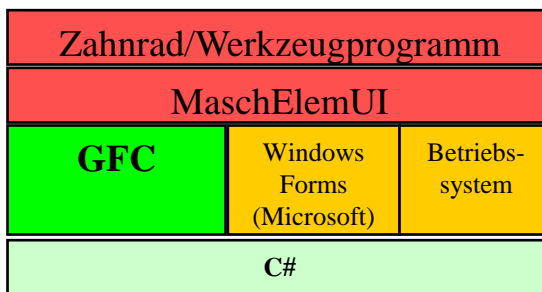 Zahnrad/Werkzeugprogramm
MaschElemUI
GFC
Windows
Forms
(Microsoft)
Betriebs-
system
C#